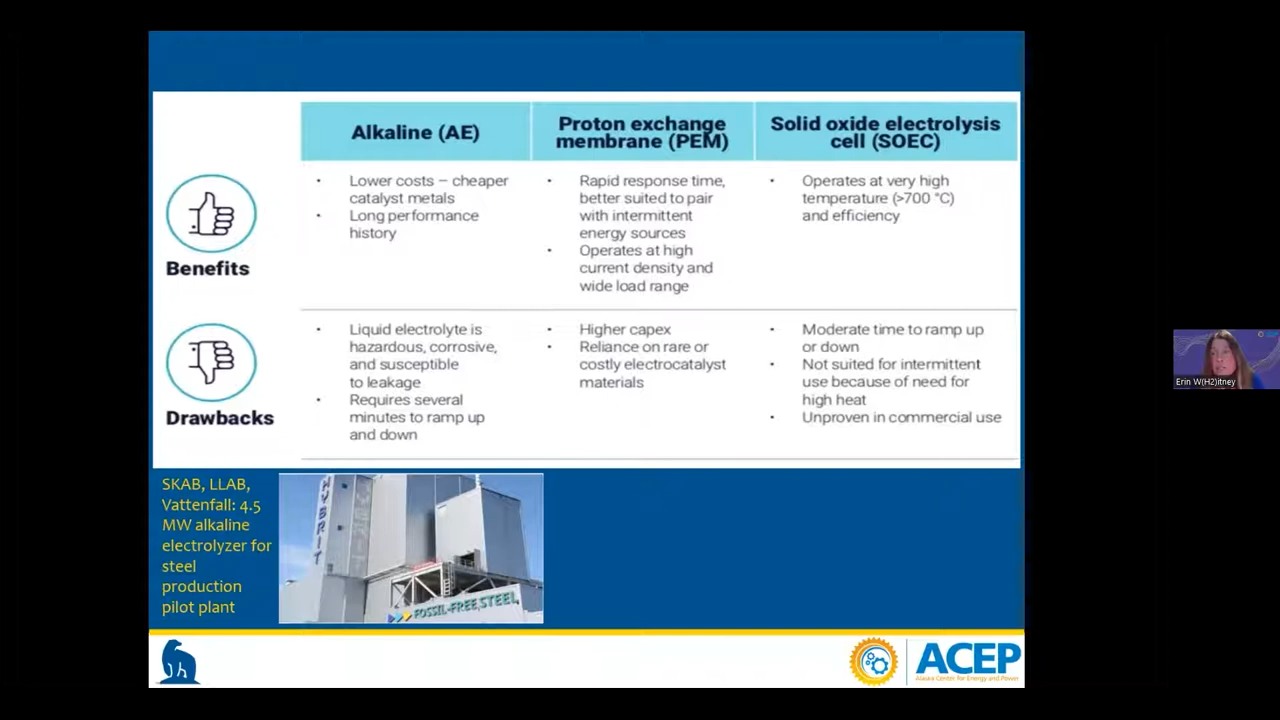 Alkaline (AE)
Proton exchange
membrane (PEM)
Solid oxide electrolysis
cell (SOEC)
Benefits
• Lower costs – cheaper
catalyst metals
• Long performance
history
• Rapid response time,
better suited to pair
with intermittent
energy sources
• Operates at high
current density and
wide load range
• Operates at very high
temperature (>700 °C)
and efficiency
Drawbacks
• Liquid electrolyte is
hazardous, corrosive,
and susceptible
to leakage
• Requires several
minutes to ramp up
and down
• Higher capex
• Reliance on rare or
costly electrocatalyst
materials
• Moderate time to ramp up
or down
• Not suited for intermittent
use because of need for
high heat
• Unproven in commercial use
SKAB, LLAB,
Vattenfall: 4.5
MW alkaline
electrolyzer for
steel
production
pilot plant
HYBRIT
FOSSIL-FREE STEEL
ACEP
Alaska Center for Energy and Power
Erin W(H2)itney